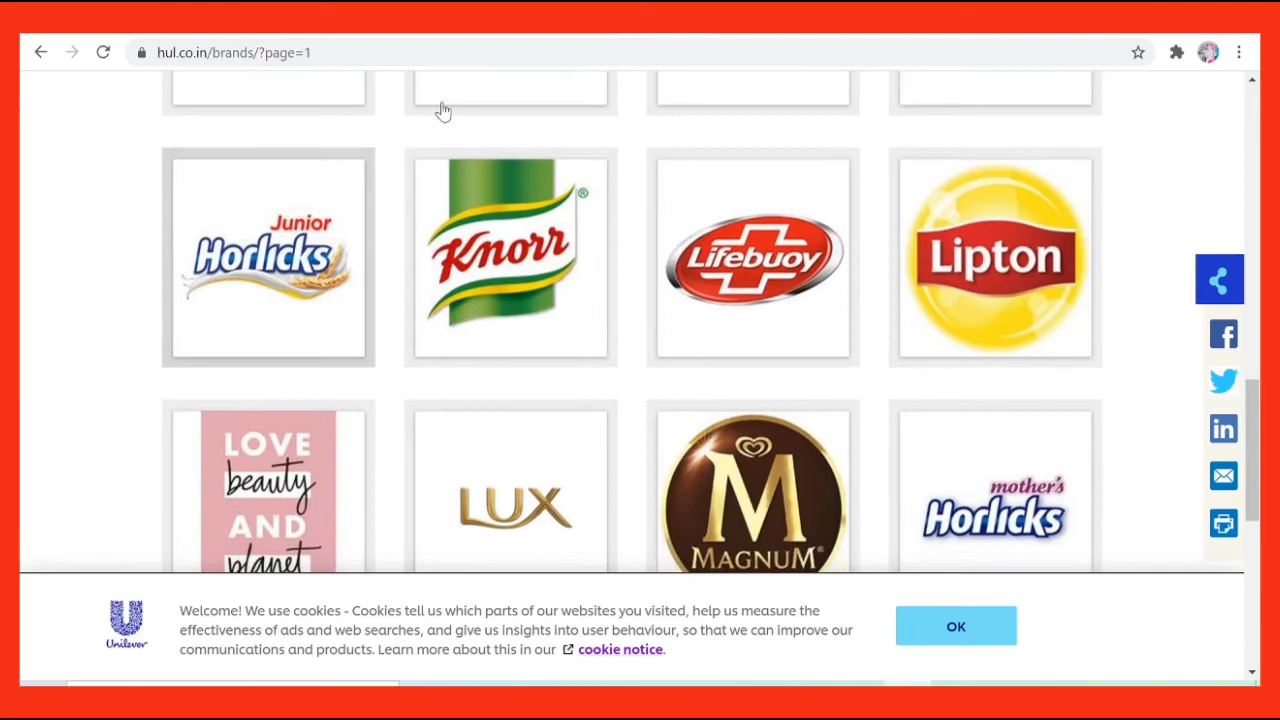 hul.co.in/brands/?page=1
Junior
Horlicks
Knorr®
Lifebuoy
Lipton
LOVE
beauty
AND
planet
LUX
M
MAGNUM®
mother's
Horlicks
f
in
Unilever
Welcome! We use cookies - Cookies tell us which parts of our websites you visited, help us measure the
effectiveness of ads and web searches, and give us insights into user behaviour, so that we can improve our
communications and products. Learn more about this in our cookie notice.
OK